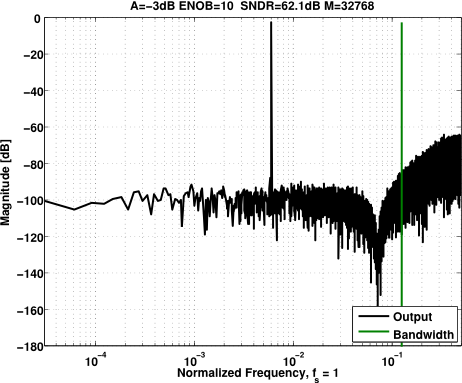 A=−3dB ENOB=10 SNDR=62.1dB M=32768
Magnitude [dB]
0
−20
−40
−60
−80
−100
−120
−140
−160
−180
10⁻⁴
10⁻³
10⁻²
10⁻¹
Output
Bandwidth
Normalized Frequency, fₛ = 1